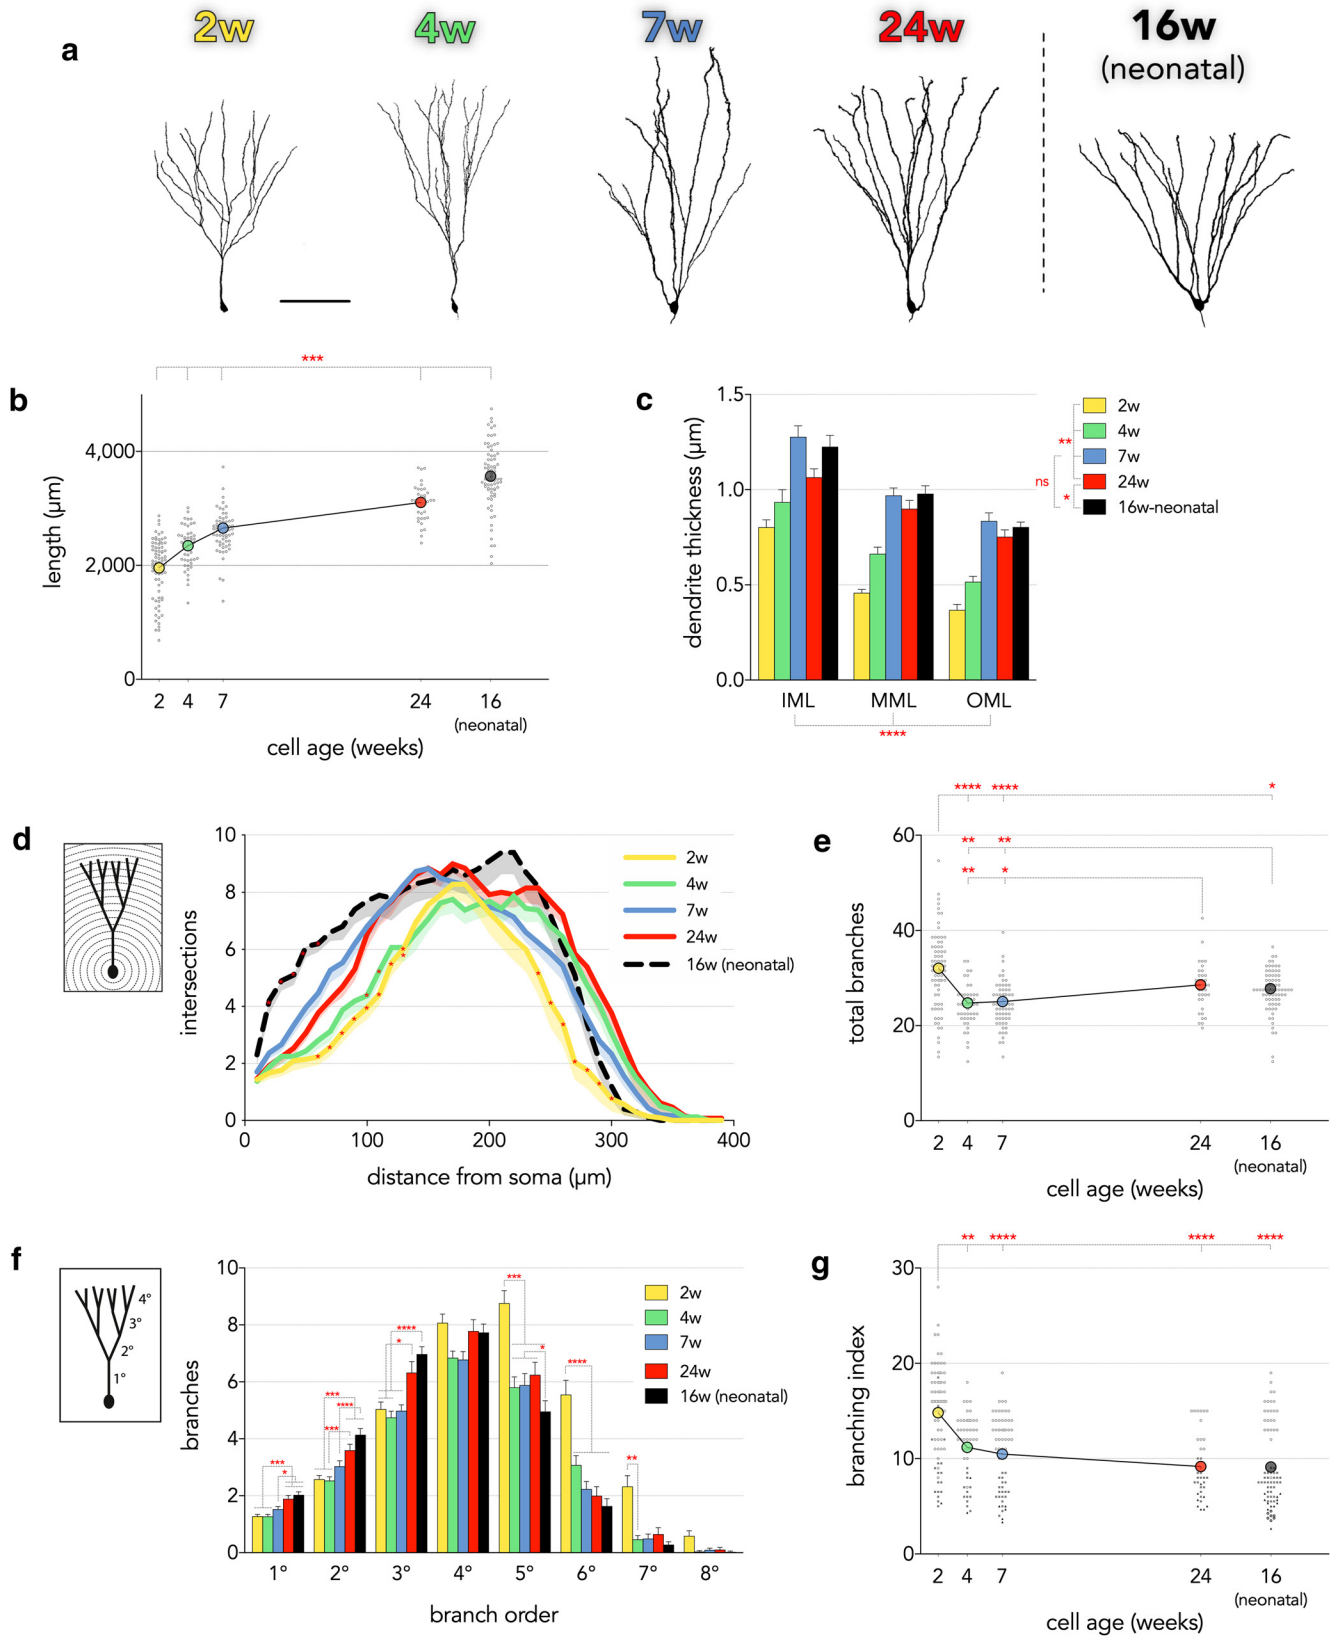 a
2w
4w
7w
24w
16w
(neonatal)
b
***
length (µm)
4,000
2,000
0
2 4 7 24 16
(neonatal)
cell age (weeks)
c
dendrite thickness (µm)
1.5
1.0
0.5
0.0
IML MML OML
****
2w
4w
7w
24w
16w-neonatal
**
ns
*
d
intersections
10
8
6
4
2
0
0 100 200 300 400
distance from soma (µm)
2w
4w
7w
24w
16w (neonatal)
e
**** **** *
** **
** *
total branches
60
40
20
0
2 4 7 24 16
(neonatal)
cell age (weeks)
f
4°
3°
2°
1°
branches
10
8
6
4
2
0
*** * *** **** *** **** * *** * **** **
1° 2° 3° 4° 5° 6° 7° 8°
branch order
2w
4w
7w
24w
16w (neonatal)
g
** **** **** ****
branching index
30
20
10
0
2 4 7 24 16
(neonatal)
cell age (weeks)